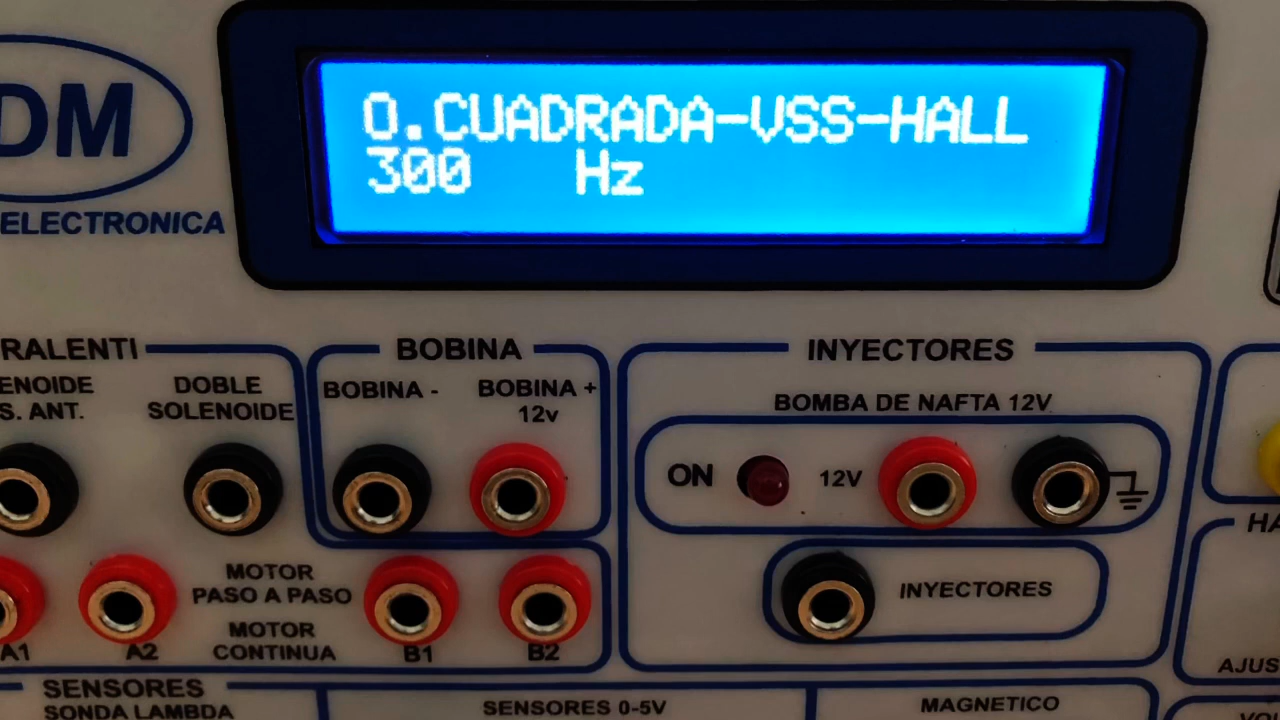 DM
ELECTRONICA
O.CUADRADA-VSS-HALL
300 Hz
RALENTI
ENOIDE
S. ANT.
DOBLE
SOLENOIDE
BOBINA
BOBINA -
BOBINA +
12v
INYECTORES
BOMBA DE NAFTA 12V
ON
12V
INYECTORES
MOTOR
PASO A PASO
MOTOR
CONTINUA
A1
A2
B1
B2
HA
AJUS
SENSORES
SONDA LAMBDA
SENSORES 0-5V
MAGNETICO